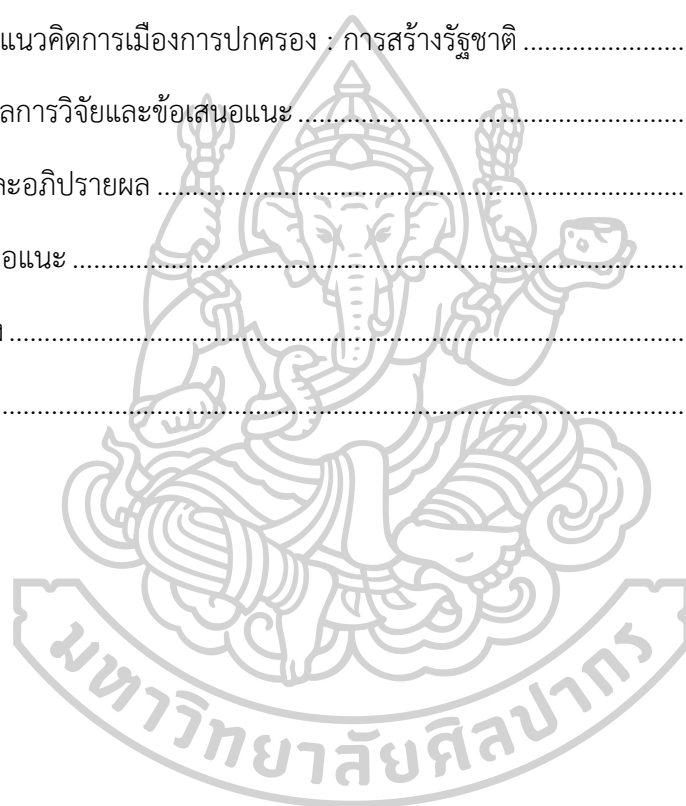 แนวคิดการเมืองการปกครอง : การสร้างรัฐชาติ ........................
ลการวิจัยและข้อเสนอแนะ ............................................................
ละอภิปรายผล ................................................................................
อแนะ ..............................................................................................
.........................................................................................................
.........................................................................................................
มหาวิทยาลัยศิลปากร